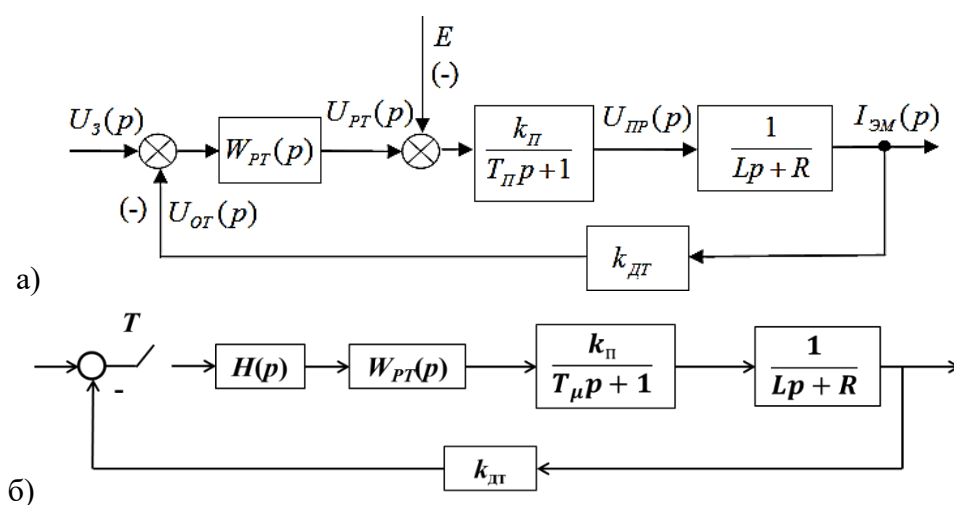 E
(-)
U_З(p)
W_РТ(p)
U_РТ(p)
k_П
T_П p+1
U_ПР(p)
1
Lp+R
I_ЭМ(p)
(-)
U_ОТ(p)
k_ДТ
а)
T
-
H(p)
W_РТ(p)
k_п
T_μ p + 1
1
Lp + R
k_дт
б)